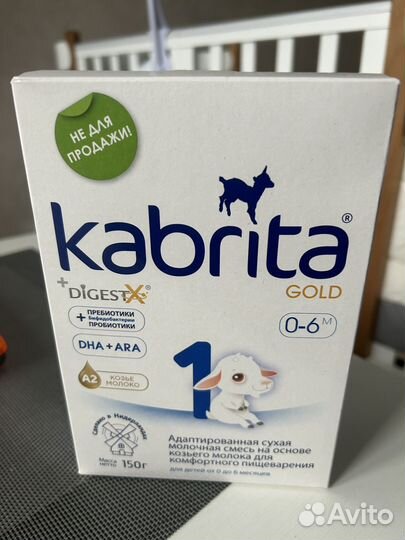 НЕ ДЛЯ
ПРОДАЖИ!
kabrita®
GOLD
+DIGESTX®
ПРЕБИОТИКИ
+ Бифидобактерии
ПРОБИОТИКИ
0-6 М
DHA + ARA
A2 КОЗЬЕ
МОЛОКО
1
Сделано в Нидерландах
Масса
нетто 150г
Адаптированная сухая
молочная смесь на основе
козьего молока для
комфортного пищеварения
для детей от 0 до 6 месяцев
Avito